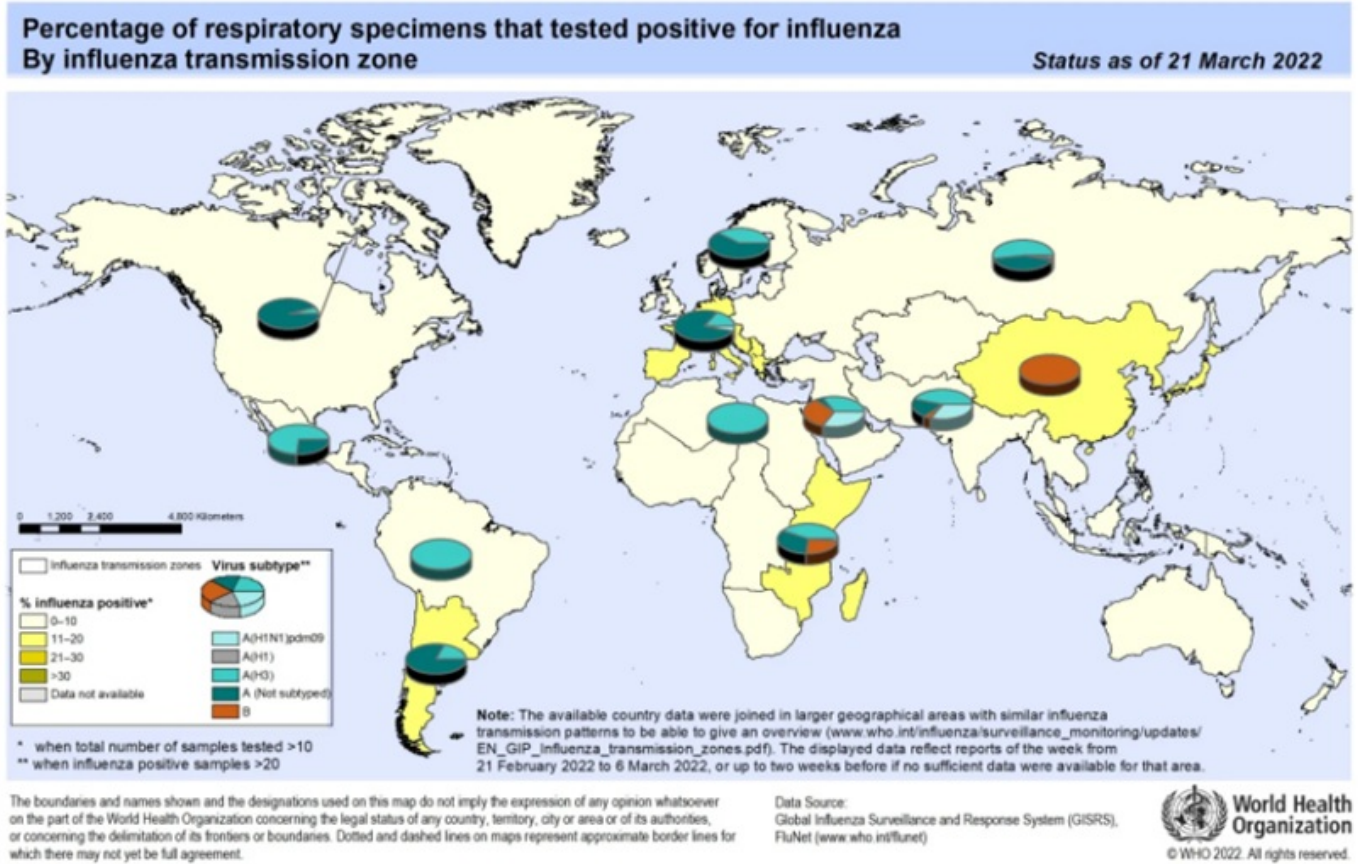 Percentage of respiratory specimens that tested positive for influenza
By influenza transmission zone
Status as of 21 March 2022
0 1,200 2,400 4,800 Kilometers
Influenza transmission zones
% influenza positive*
0–10
11–20
21–30
>30
Data not available
Virus subtype**
A(H1N1)pdm09
A(H1)
A(H3)
A (Not subtyped)
B
* when total number of samples tested >10
** when influenza positive samples >20
Note: The available country data were joined in larger geographical areas with similar influenza
transmission patterns to be able to give an overview (www.who.int/influenza/surveillance_monitoring/updates/
EN_GIP_Influenza_transmission_zones.pdf). The displayed data reflect reports of the week from
21 February 2022 to 6 March 2022, or up to two weeks before if no sufficient data were available for that area.
The boundaries and names shown and the designations used on this map do not imply the expression of any opinion whatsoever
on the part of the World Health Organization concerning the legal status of any country, territory, city or area or of its authorities,
or concerning the delimitation of its frontiers or boundaries. Dotted and dashed lines on maps represent approximate border lines for
which there may not yet be full agreement.
Data Source:
Global Influenza Surveillance and Response System (GISRS),
FluNet (www.who.int/flunet)
World Health
Organization
© WHO 2022. All rights reserved.